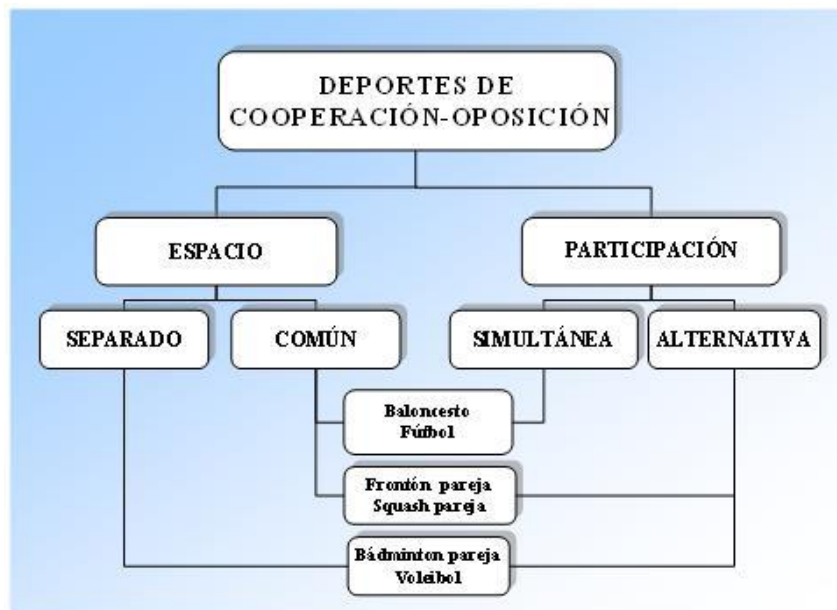 DEPORTES DE
COOPERACIÓN-OPOSICIÓN
ESPACIO
PARTICIPACIÓN
SEPARADO
COMÚN
SIMULTÁNEA
ALTERNATIVA
Baloncesto
Fútbol
Frontón pareja
Squash pareja
Bádminton pareja
Voleibol